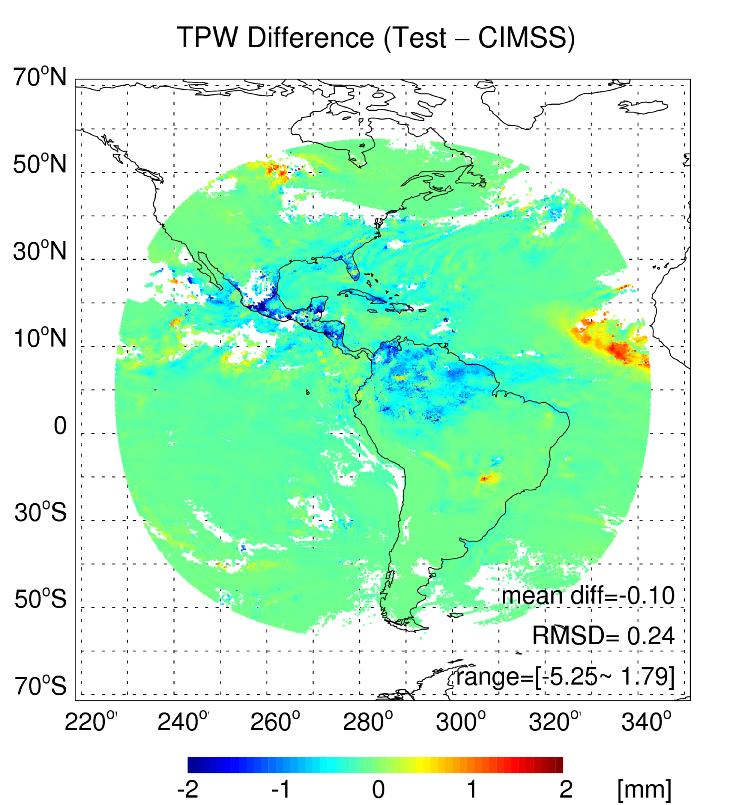 TPW Difference (Test – CIMSS)
70°N
50°N
30°N
10°N
0
30°S
50°S
70°S
mean diff=-0.10
RMSD= 0.24
range=[-5.25~ 1.79]
220° 240° 260° 280° 300° 320° 340°
-2 -1 0 1 2 [mm]